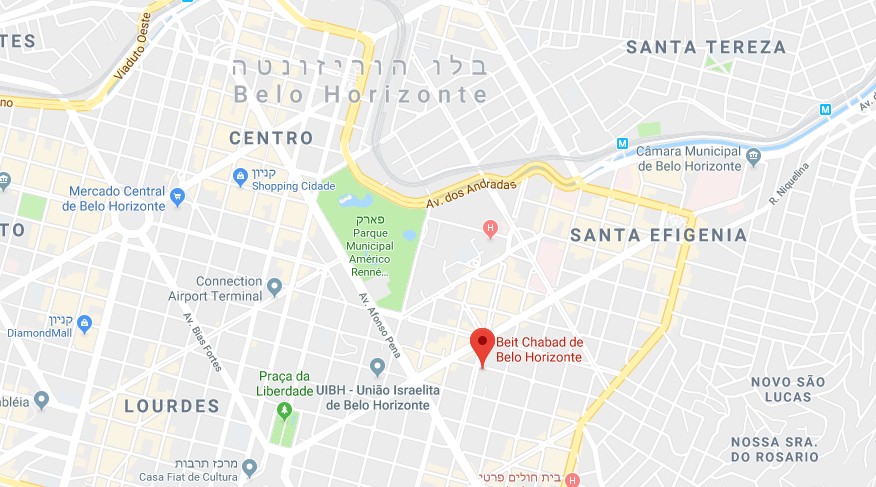 TES
Viaduto Oeste
SANTA TEREZA
בלו הוריזונטה
Belo Horizonte
no
Av. d
CENTRO
Câmara Municipal
de Belo Horizonte
קניון
Shopping Cidade
Mercado Central
de Belo Horizonte
Av. dos Andradas
R. Niquelina
פארק
Parque
Municipal
Américo
Renné...
TO
SANTA EFIGENIA
Connection
Airport Terminal
Av. Afonso Pena
קניון
DiamondMall
Av. Bias Fortes
Beit Chabad de
Belo Horizonte
Praça da
Liberdade
UIBH - União Israelita
de Belo Horizonte
NOVO SÃO
LUCAS
bléia
LOURDES
NOSSA SRA.
DO ROSARIO
מרכז תרבות
Casa Fiat de Cultura
בית חולים פרטי
M
M
H
H